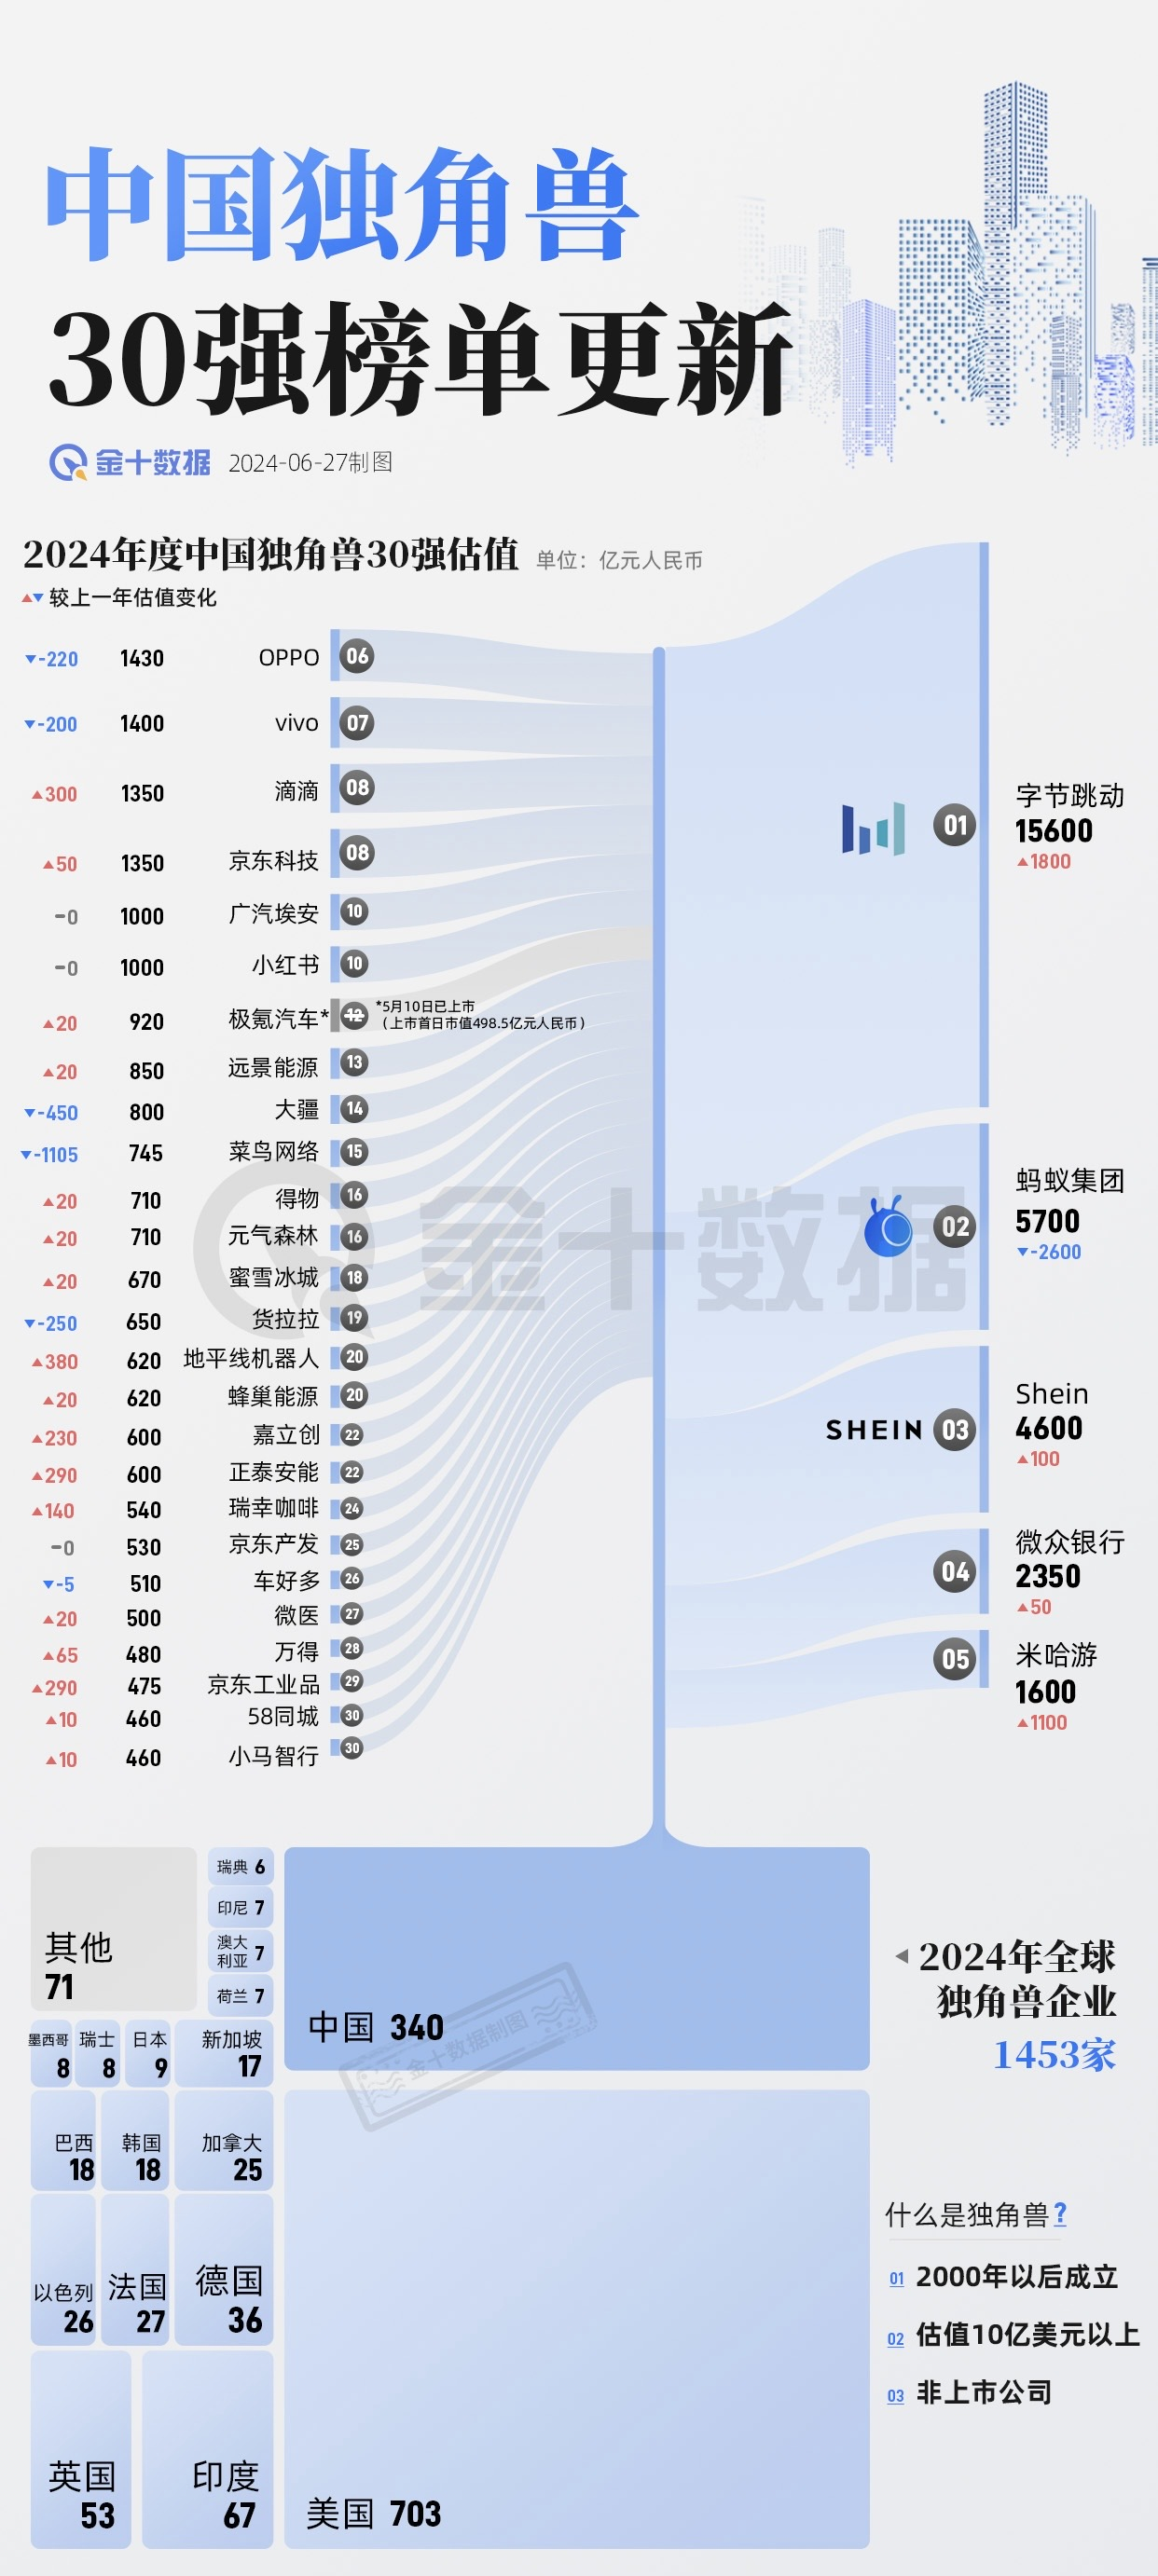 中国独角兽
30强榜单更新
金十数据 2024-06-27制图
2024年度中国独角兽30强估值 单位：亿元人民币
▲▼较上一年估值变化
▼-220 1430 OPPO 06
▼-200 1400 vivo 07
▲300 1350 滴滴 08
▲50 1350 京东科技 08
-0 1000 广汽埃安 10
-0 1000 小红书 10
▲20 920 极氪汽车* 12 *5月10日已上市
（上市首日市值498.5亿元人民币）
▲20 850 远景能源 13
▼-450 800 大疆 14
▼-1105 745 菜鸟网络 15
▲20 710 得物 16
▲20 710 元气森林 16
▲20 670 蜜雪冰城 18
▼-250 650 货拉拉 19
▲380 620 地平线机器人 20
▲20 620 蜂巢能源 20
▲230 600 嘉立创 22
▲290 600 正泰安能 22
▲140 540 瑞幸咖啡 24
-0 530 京东产发 25
▼-5 510 车好多 26
▲20 500 微医 27
▲65 480 万得 28
▲290 475 京东工业品 29
▲10 460 58同城 30
▲10 460 小马智行 30
01 字节跳动
15600
▲1800
02 蚂蚁集团
5700
▼-2600
SHEIN 03 Shein
4600
▲100
04 微众银行
2350
▲50
05 米哈游
1600
▲1100
金十数据
其他
71
瑞典 6
印尼 7
澳大
利亚 7
荷兰 7
墨西哥
8
瑞士
8
日本
9
新加坡
17
巴西
18
韩国
18
加拿大
25
以色列
26
法国
27
德国
36
英国
53
印度
67
中国 340
金十数据制图
美国 703
2024年全球
独角兽企业
1453家
什么是独角兽?
01 2000年以后成立
02 估值10亿美元以上
03 非上市公司